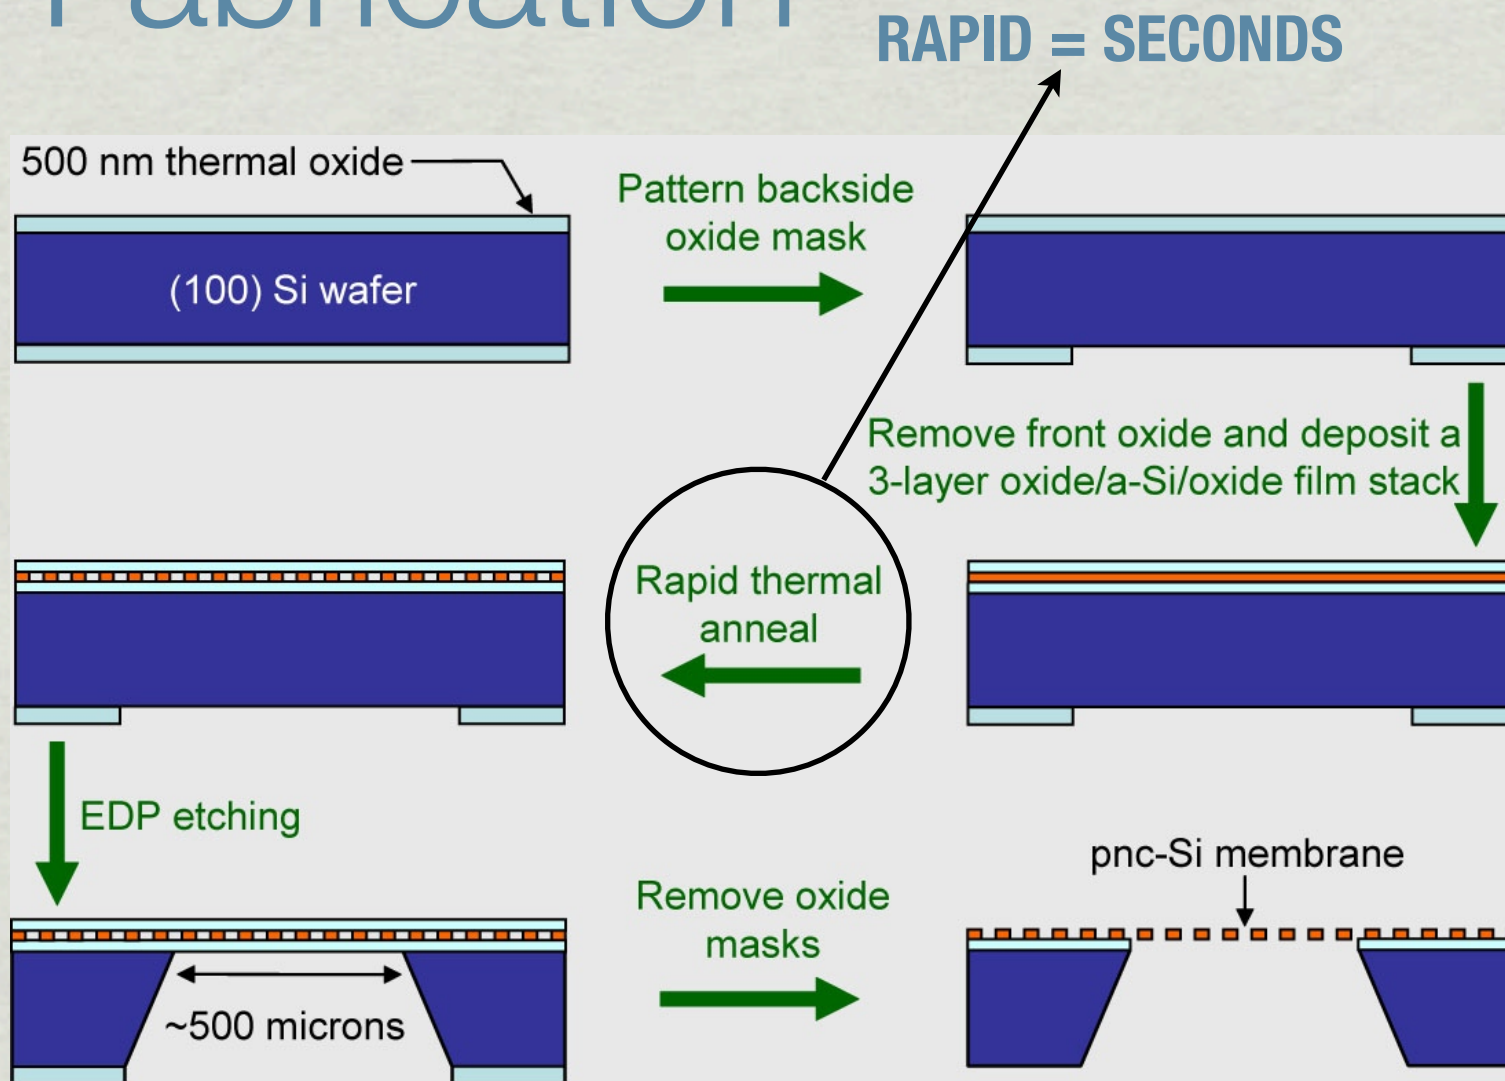 Fabrication
RAPID = SECONDS
500 nm thermal oxide
(100) Si wafer
Pattern backside
oxide mask
Remove front oxide and deposit a
3-layer oxide/a-Si/oxide film stack
Rapid thermal
anneal
EDP etching
~500 microns
Remove oxide
masks
pnc-Si membrane